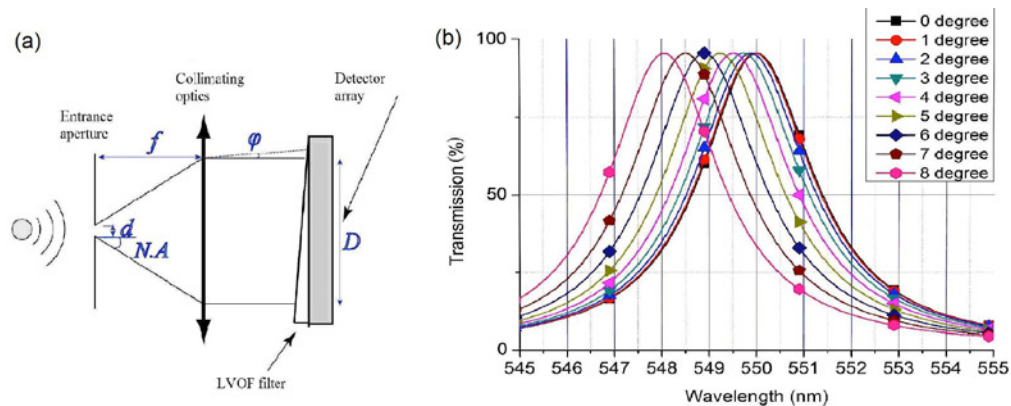 (a)
Collimating
optics
Detector
array
Entrance
aperture
f
φ
d
N.A
D
LVOF filter
(b)
0 degree
1 degree
2 degree
3 degree
4 degree
5 degree
6 degree
7 degree
8 degree
Transmission (%)
100
50
0
545 546 547 548 549 550 551 552 553 554 555
Wavelength (nm)